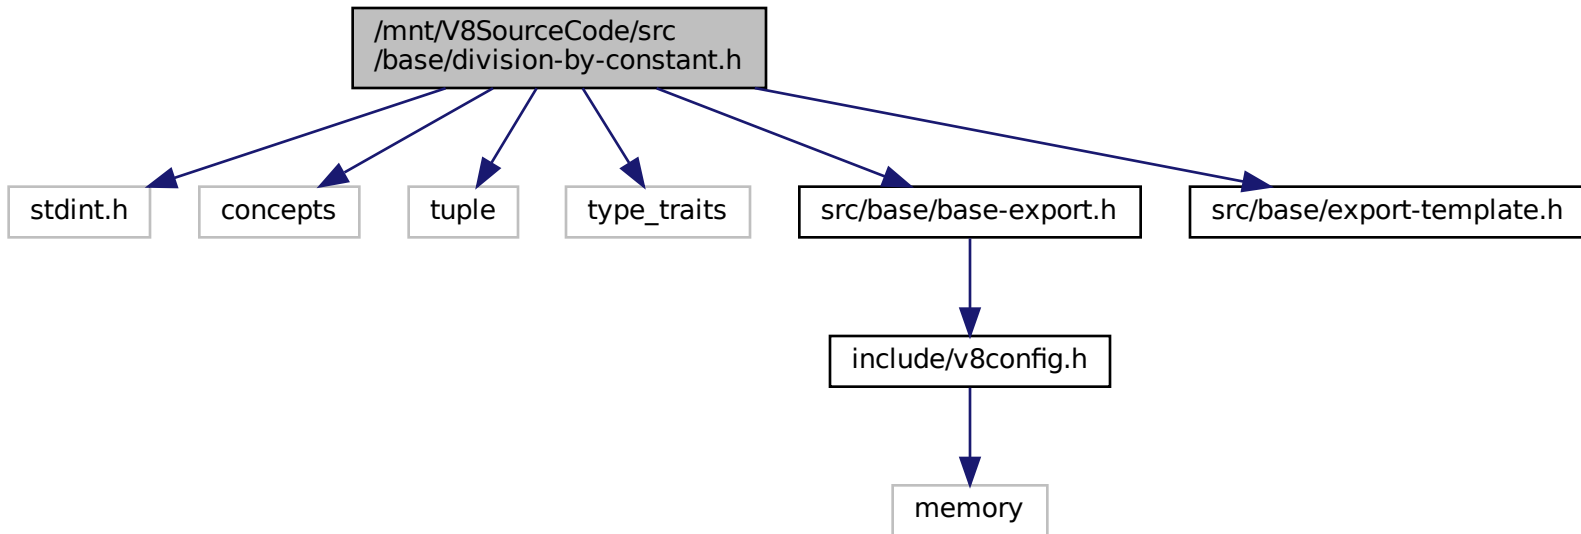 /mnt/V8SourceCode/src
/base/division-by-constant.h
stdint.h
concepts
tuple
type_traits
src/base/base-export.h
src/base/export-template.h
include/v8config.h
memory